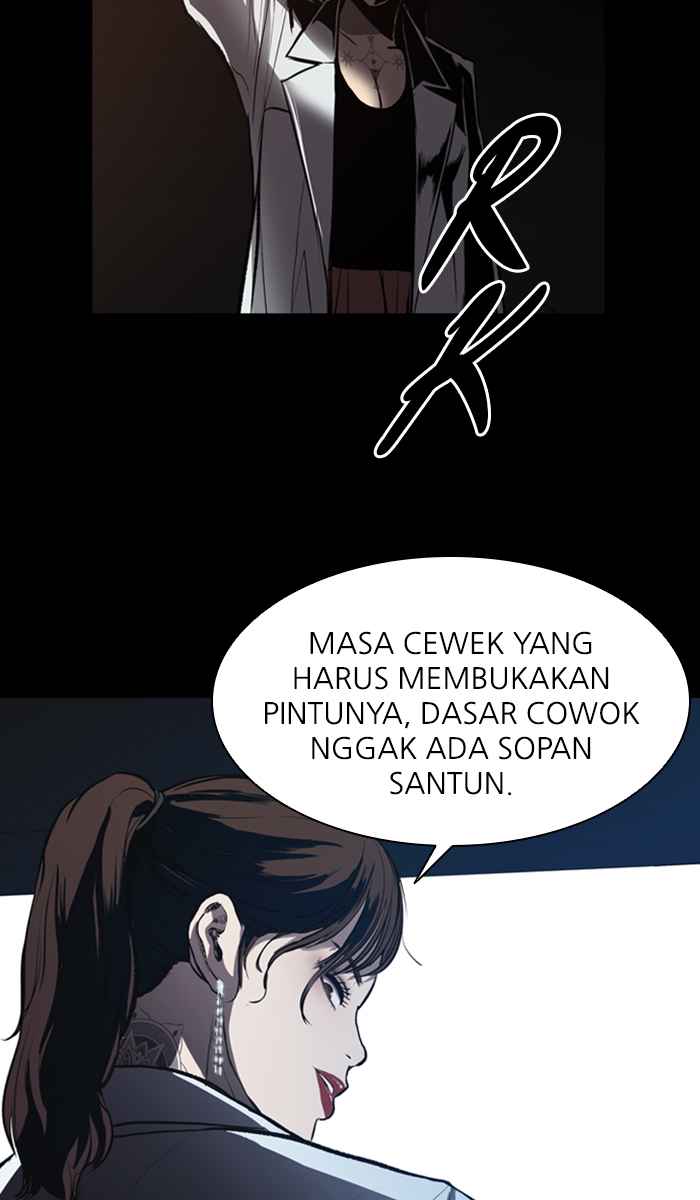 R
R
MASA CEWEK YANG
HARUS MEMBUKAKAN
PINTUNYA, DASAR COWOK
NGGAK ADA SOPAN
SANTUN.